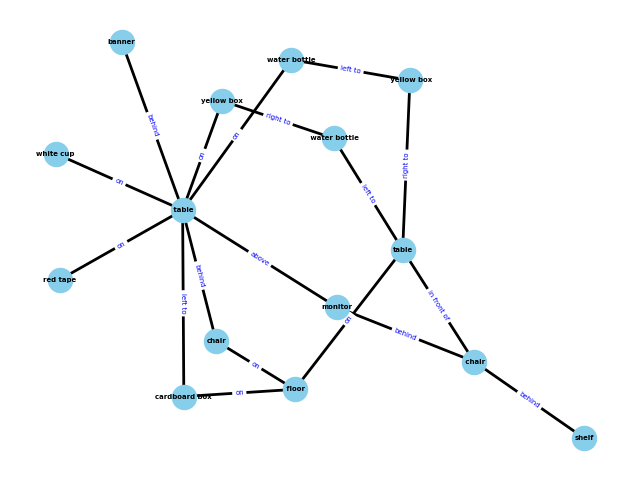 banner
water bottle
left to
yellow box
yellow box
behind
right to
on
water bottle
white cup
on
right to
on
left to
table
red tape
on
above
table
behind
left to
in front of
monitor
on
behind
chair
on
chair
cardboard box
on
floor
behind
shelf